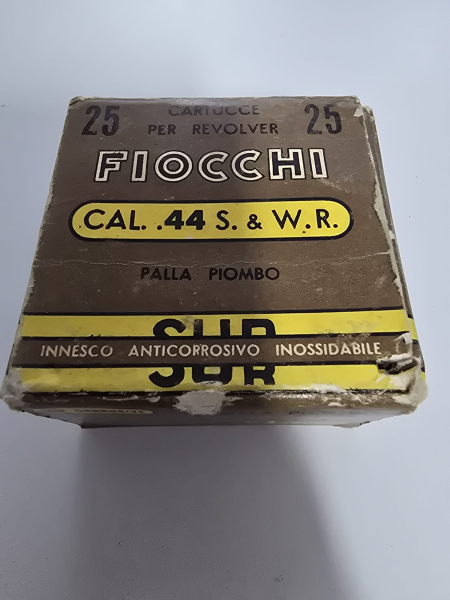 25 CARTUCCE 25
PER REVOLVER
FIOCCHI
CAL. .44 S. & W.R.
PALLA PIOMBO
SUR
INNESCO ANTICORROSIVO INOSSIDABILE